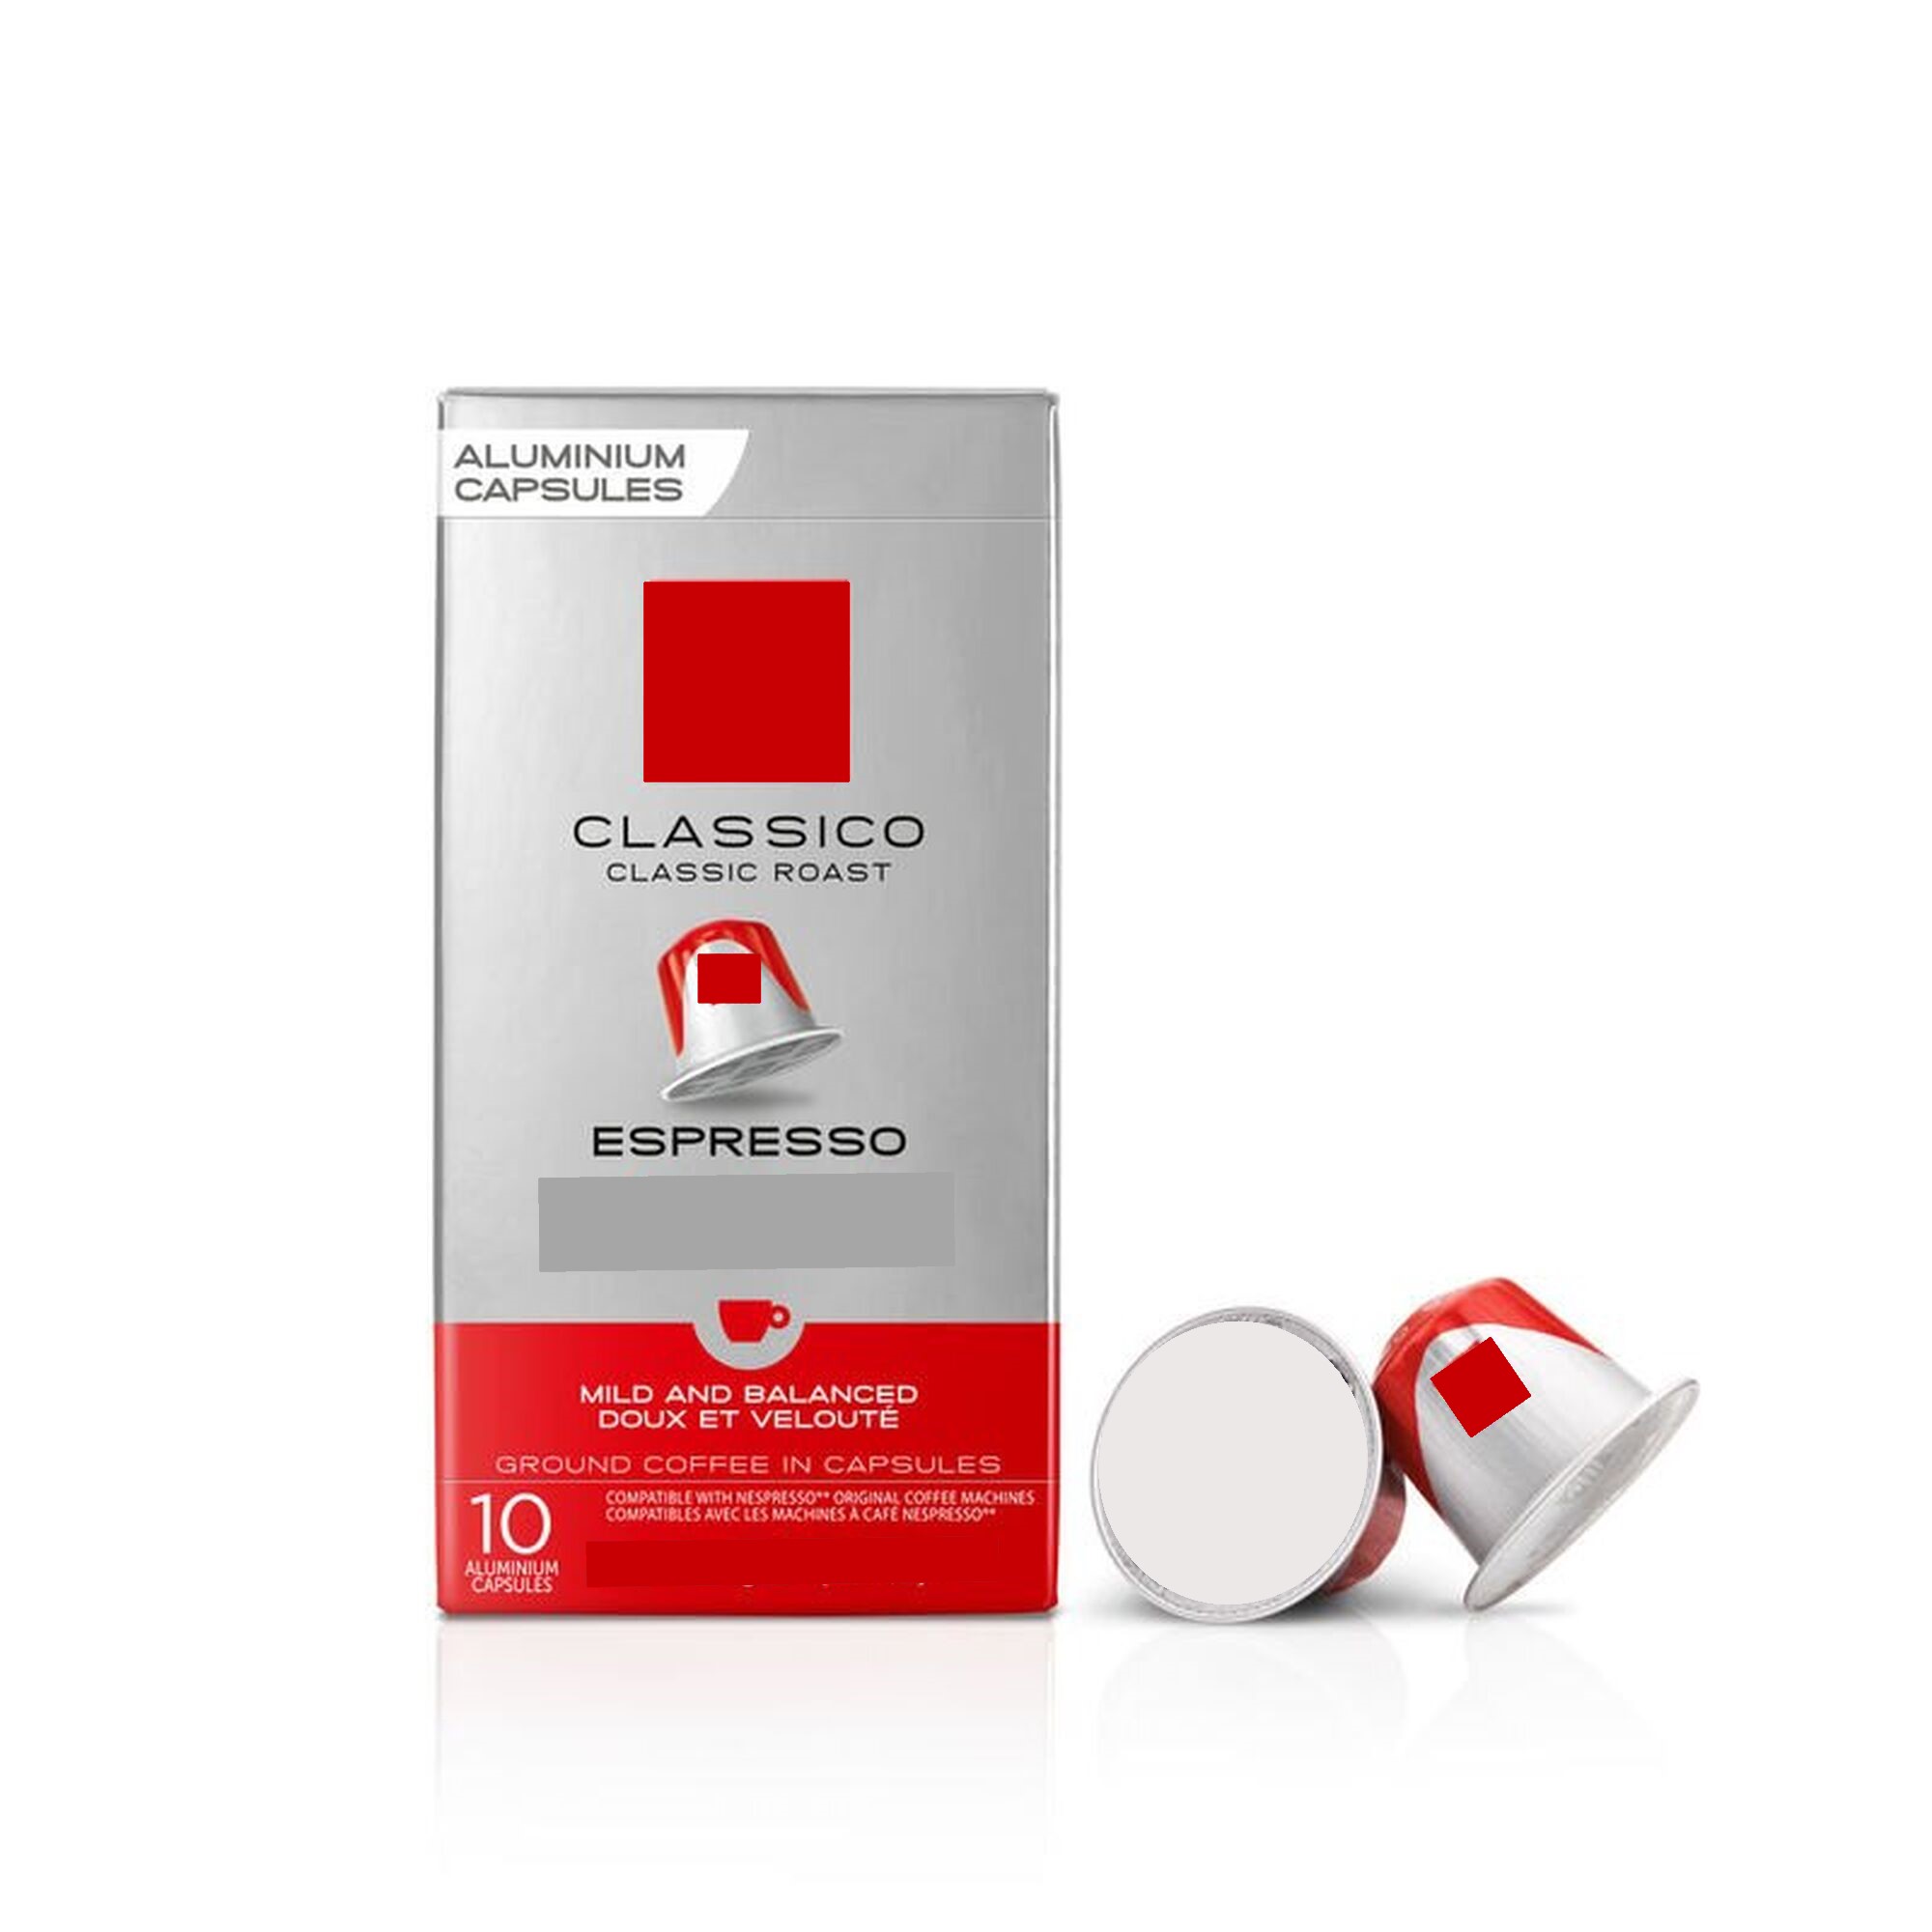 ALUMINIUM
CAPSULES
CLASSICO
CLASSIC ROAST
ESPRESSO
MILD AND BALANCED
DOUX ET VELOUTÉ
GROUND COFFEE IN CAPSULES
10
ALUMINIUM
CAPSULES
COMPATIBLE WITH NESPRESSO** ORIGINAL COFFEE MACHINES
COMPATIBLES AVEC LES MACHINES À CAFÉ NESPRESSO**